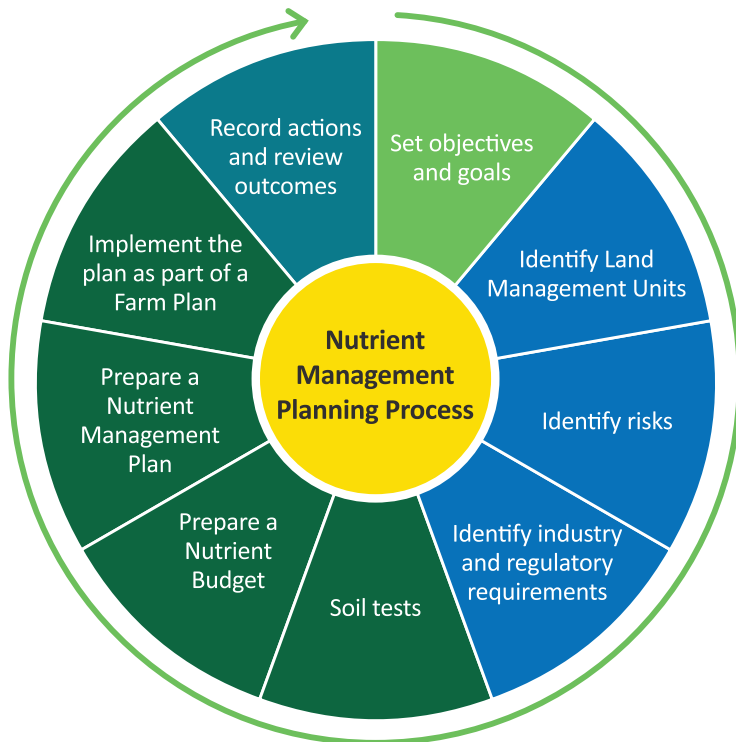 Nutrient
Management
Planning Process
Set objectives
and goals
Identify Land
Management Units
Identify risks
Identify industry
and regulatory
requirements
Soil tests
Prepare a
Nutrient
Budget
Prepare a
Nutrient
Management
Plan
Implement the
plan as part of a
Farm Plan
Record actions
and review
outcomes